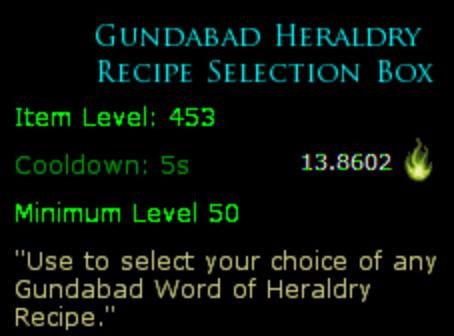 Gundabad Heraldry
Recipe Selection Box
Item Level: 453
Cooldown: 5s
13.8602
Minimum Level 50
"Use to select your choice of any
Gundabad Word of Heraldry
Recipe."